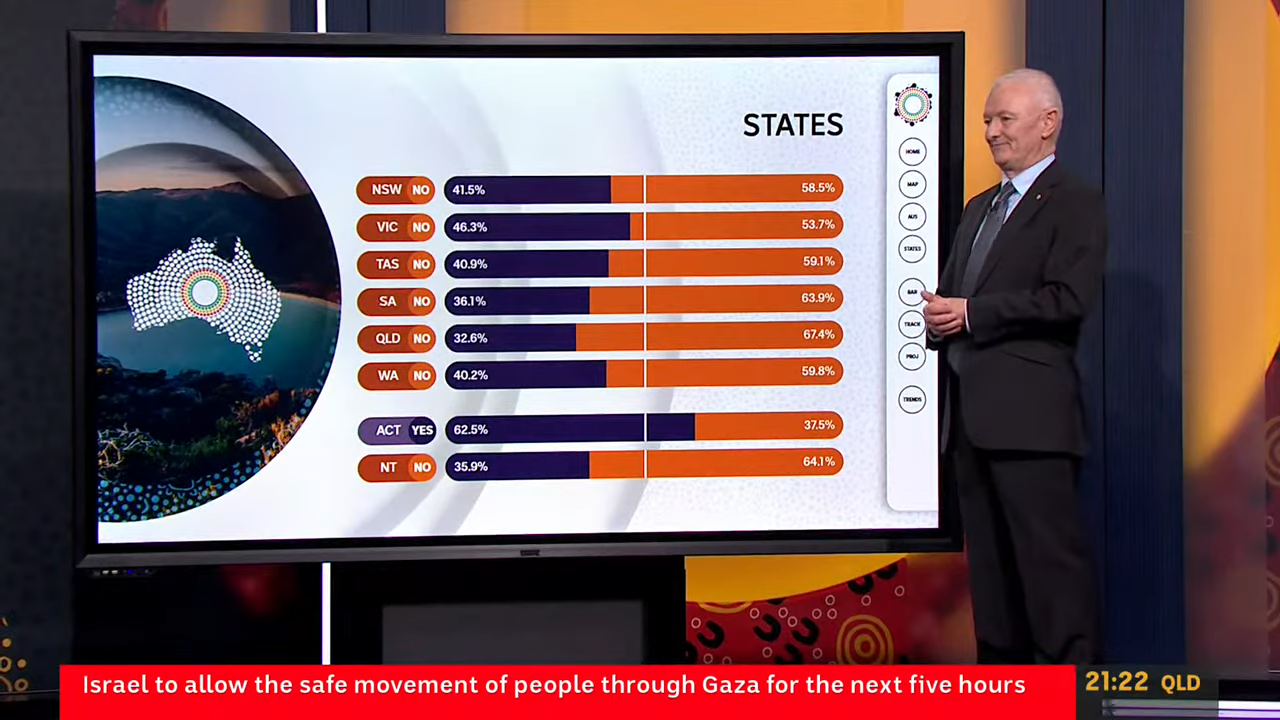 STATES
NSW NO 41.5% 58.5%
VIC NO 46.3% 53.7%
TAS NO 40.9% 59.1%
SA NO 36.1% 63.9%
QLD NO 32.6% 67.4%
WA NO 40.2% 59.8%
ACT YES 62.5% 37.5%
NT NO 35.9% 64.1%
HOME
MAP
AUS
STATES
BAR
TRACK
PROJ
TRENDS
Israel to allow the safe movement of people through Gaza for the next five hours
21:22 QLD